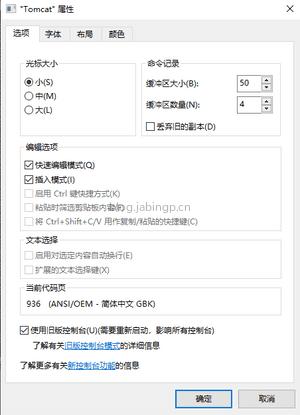 "Tomcat" 属性
选项
字体
布局
颜色
光标大小
小(S)
中(M)
大(L)
命令记录
缓冲区大小(B):
50
缓冲区数量(N):
4
丢弃旧的副本(D)
编辑选项
快速编辑模式(Q)
插入模式(I)
启用 Ctrl 键快捷方式(K)
粘贴时筛选剪贴板内容(F)
将 Ctrl+Shift+C/V 用作复制/粘贴的快捷键(C)
文本选择
启用对选定内容自动换行(E)
扩展的文本选择键(X)
当前代码页
936 (ANSI/OEM - 简体中文 GBK)
使用旧版控制台(U)(需要重新启动，影响所有控制台)
了解有关旧版控制台模式的详细信息
了解更多有关新控制台功能的信息
确定
取消